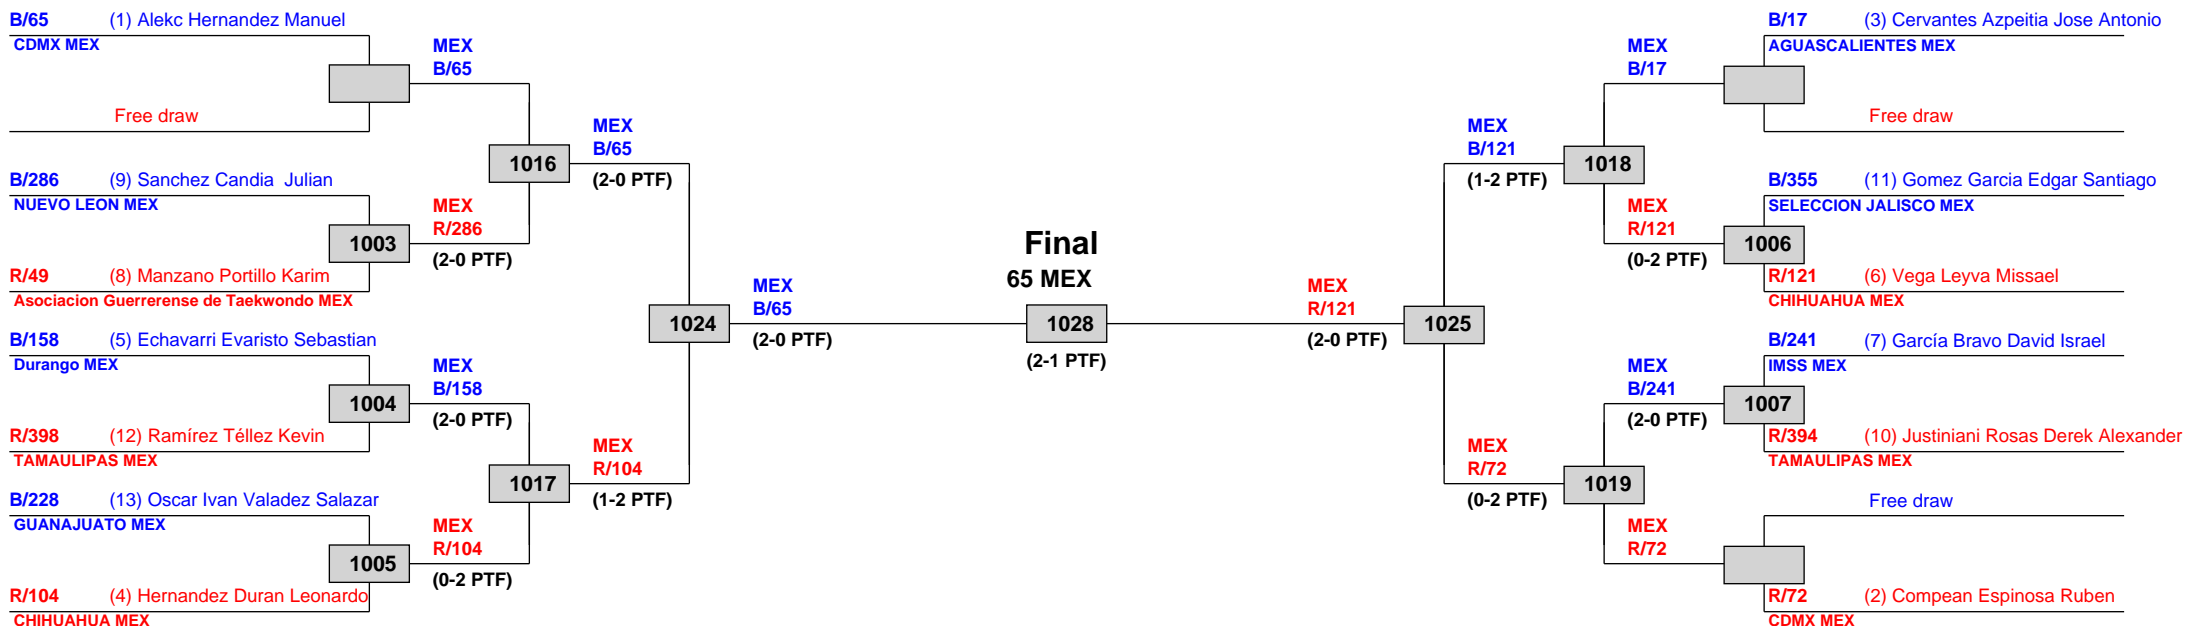 B/65 (1) Alekc Hernandez Manuel
CDMX MEX
Free draw
B/286 (9) Sanchez Candia  Julian
NUEVO LEON MEX
R/49 (8) Manzano Portillo Karim
Asociacion Guerrerense de Taekwondo MEX
B/158 (5) Echavarri Evaristo Sebastian
Durango MEX
R/398 (12) Ramírez Téllez Kevin
TAMAULIPAS MEX
B/228 (13) Oscar Ivan Valadez Salazar
GUANAJUATO MEX
R/104 (4) Hernandez Duran Leonardo
CHIHUAHUA MEX
1003
1004
1005
MEX
B/65
MEX
R/286
(2-0 PTF)
MEX
B/158
(2-0 PTF)
MEX
R/104
(0-2 PTF)
1016
1017
MEX
B/65
(2-0 PTF)
MEX
R/104
(1-2 PTF)
1024
MEX
B/65
(2-0 PTF)
Final
65 MEX
1028
(2-1 PTF)
MEX
R/121
(2-0 PTF)
1025
MEX
B/121
(1-2 PTF)
MEX
R/72
(0-2 PTF)
1018
1019
MEX
B/17
MEX
R/121
(0-2 PTF)
MEX
B/241
(2-0 PTF)
MEX
R/72
1006
1007
B/17 (3) Cervantes Azpeitia Jose Antonio
AGUASCALIENTES MEX
Free draw
B/355 (11) Gomez Garcia Edgar Santiago
SELECCION JALISCO MEX
R/121 (6) Vega Leyva Missael
CHIHUAHUA MEX
B/241 (7) García Bravo David Israel
IMSS MEX
R/394 (10) Justiniani Rosas Derek Alexander
TAMAULIPAS MEX
Free draw
R/72 (2) Compean Espinosa Ruben
CDMX MEX